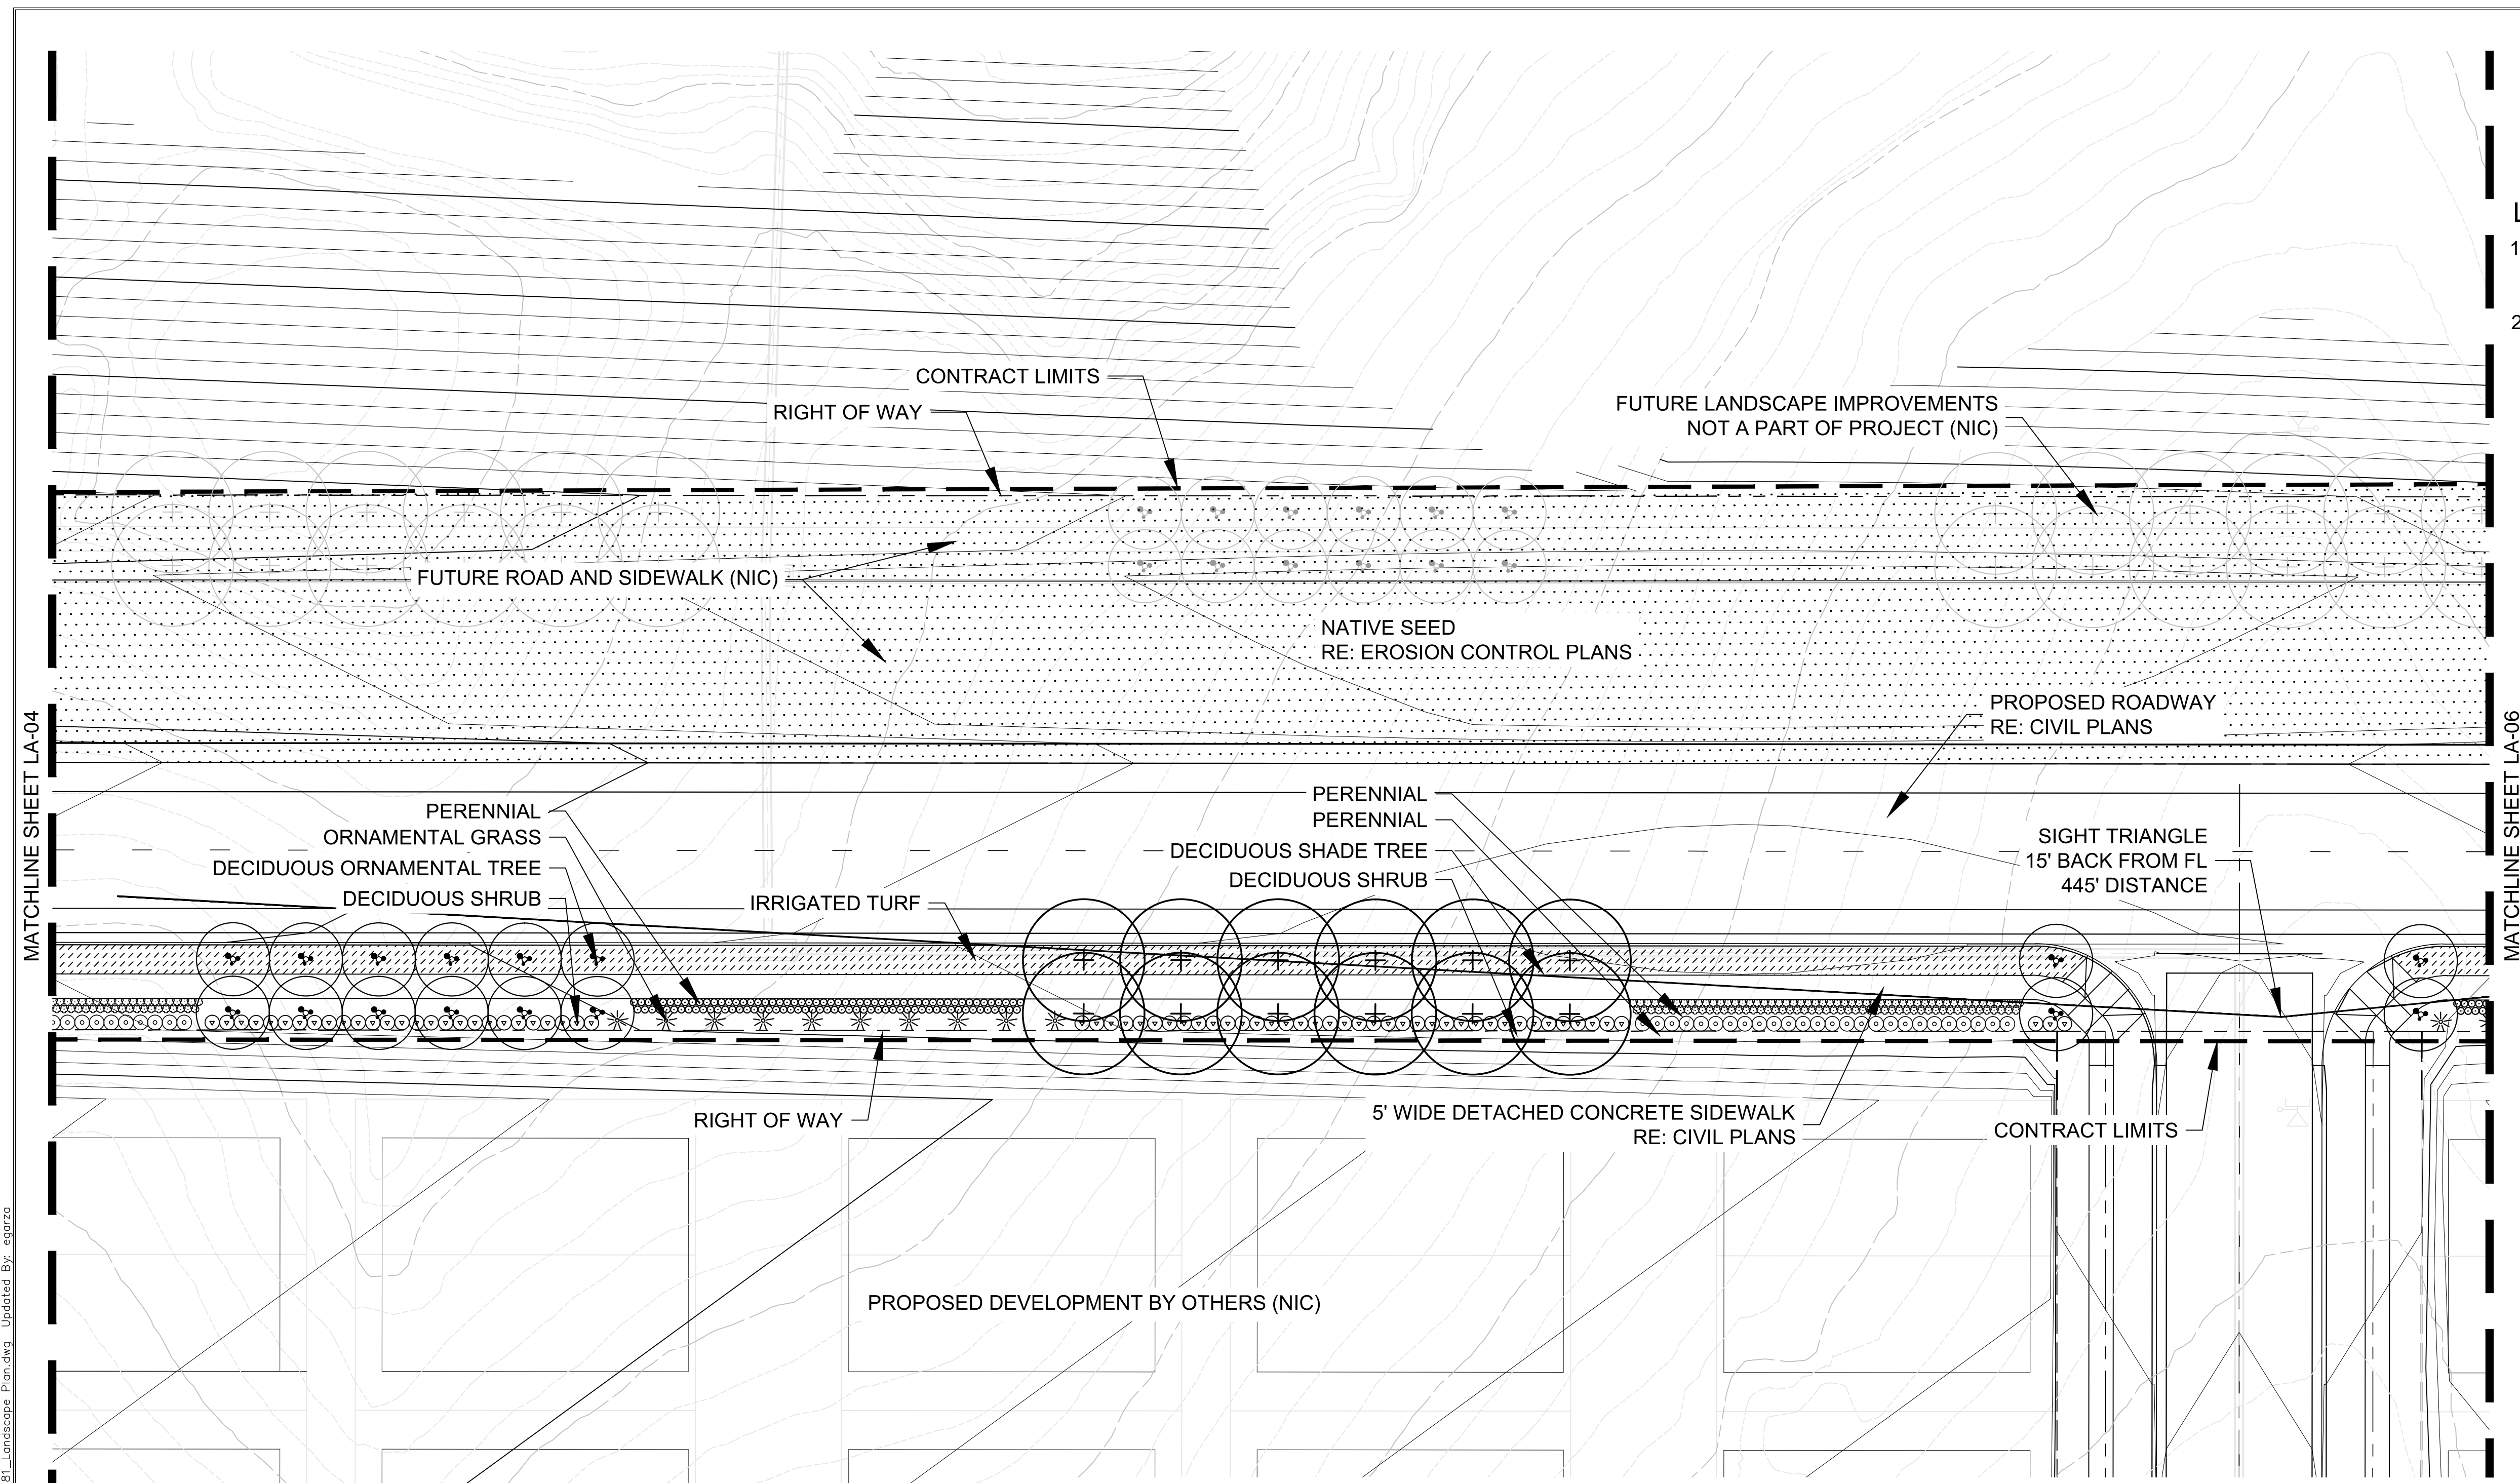 CONTRACT LIMITS
RIGHT OF WAY
FUTURE LANDSCAPE IMPROVEMENTS
NOT A PART OF PROJECT (NIC)
FUTURE ROAD AND SIDEWALK (NIC)
NATIVE SEED
RE: EROSION CONTROL PLANS
PROPOSED ROADWAY
RE: CIVIL PLANS
MATCHLINE SHEET LA-04
MATCHLINE SHEET LA-06
PERENNIAL
ORNAMENTAL GRASS
DECIDUOUS ORNAMENTAL TREE
DECIDUOUS SHRUB
IRRIGATED TURF
PERENNIAL
PERENNIAL
DECIDUOUS SHADE TREE
DECIDUOUS SHRUB
SIGHT TRIANGLE
15' BACK FROM FL
445' DISTANCE
RIGHT OF WAY
5' WIDE DETACHED CONCRETE SIDEWALK
RE: CIVIL PLANS
CONTRACT LIMITS
PROPOSED DEVELOPMENT BY OTHERS (NIC)
81_Landscape Plan.dwg Updated By: egarza
L
1
2